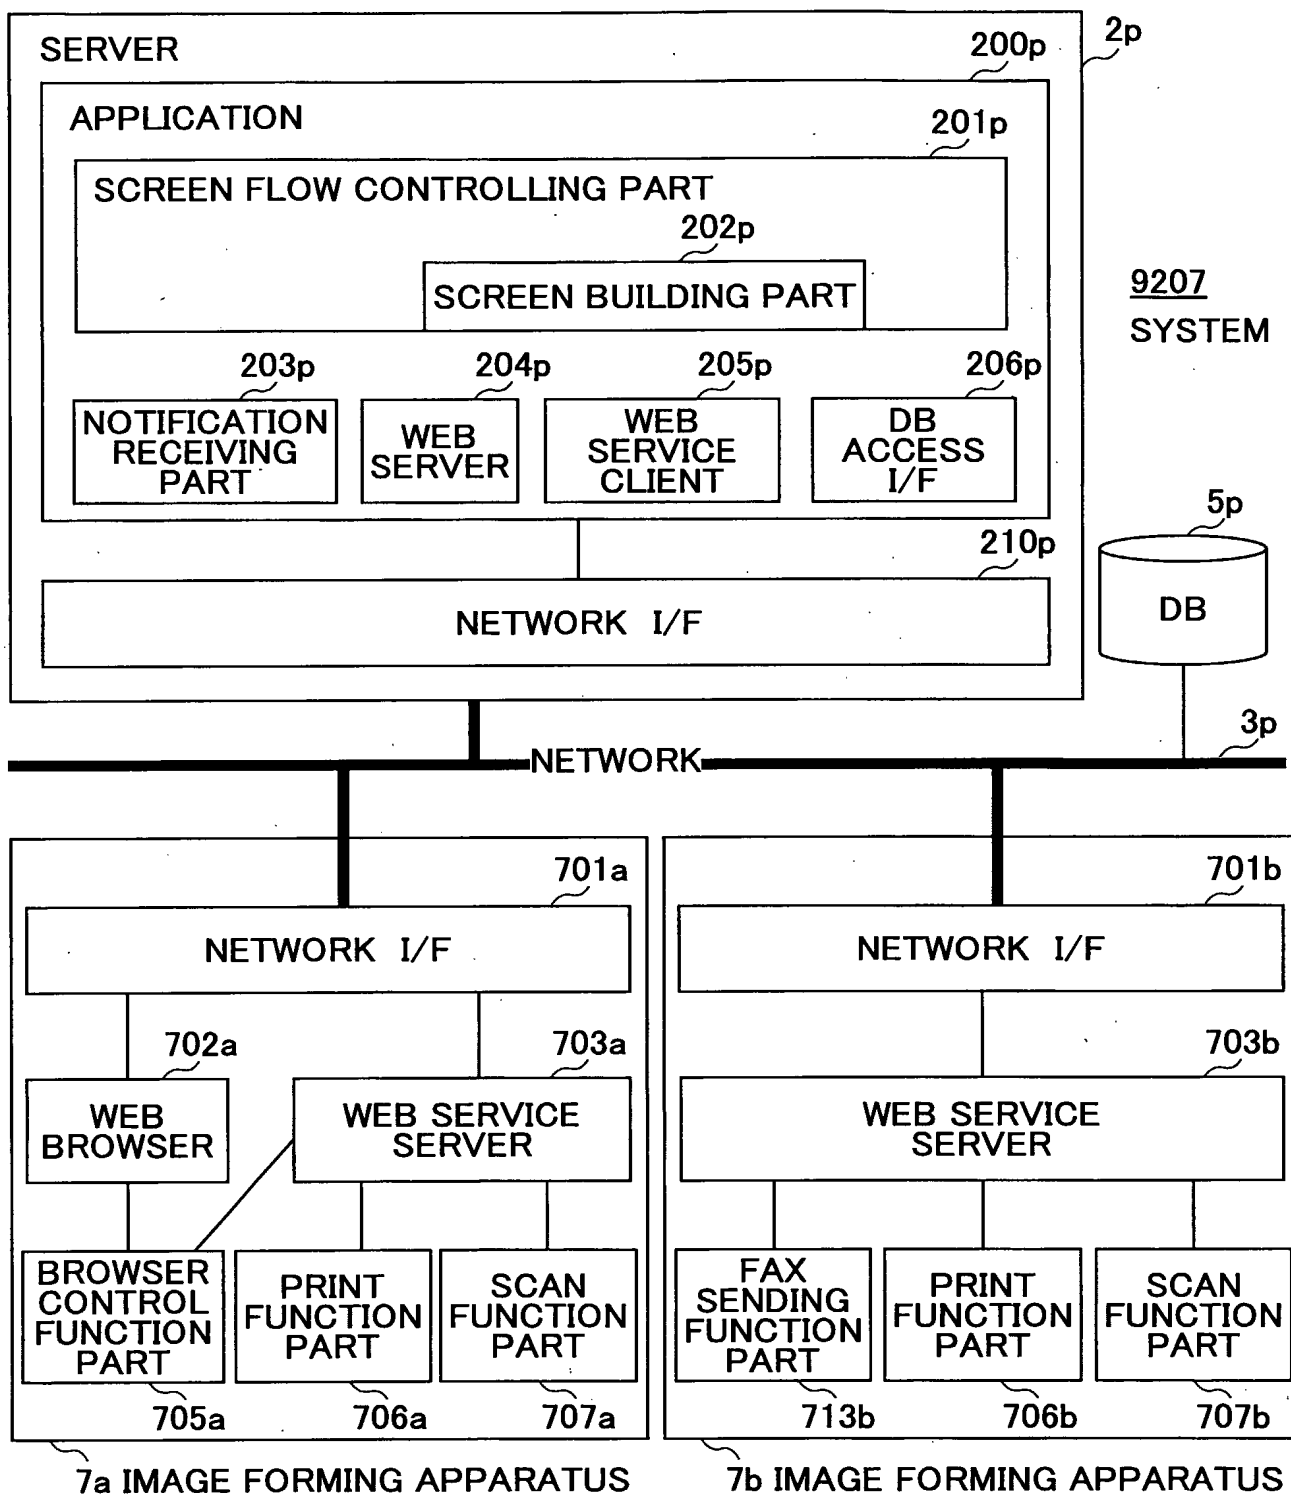 SERVER
2p
200p
APPLICATION
201p
SCREEN FLOW CONTROLLING PART
202p
SCREEN BUILDING PART
9207
SYSTEM
203p
204p
205p
206p
NOTIFICATION
RECEIVING
PART
WEB
SERVER
WEB
SERVICE
CLIENT
DB
ACCESS
I/F
5p
DB
210p
NETWORK I/F
3p
NETWORK
701a
NETWORK I/F
702a
703a
WEB
BROWSER
WEB SERVICE
SERVER
BROWSER
CONTROL
FUNCTION
PART
PRINT
FUNCTION
PART
SCAN
FUNCTION
PART
705a
706a
707a
7a IMAGE FORMING APPARATUS
701b
NETWORK I/F
703b
WEB SERVICE
SERVER
FAX
SENDING
FUNCTION
PART
PRINT
FUNCTION
PART
SCAN
FUNCTION
PART
713b
706b
707b
7b IMAGE FORMING APPARATUS